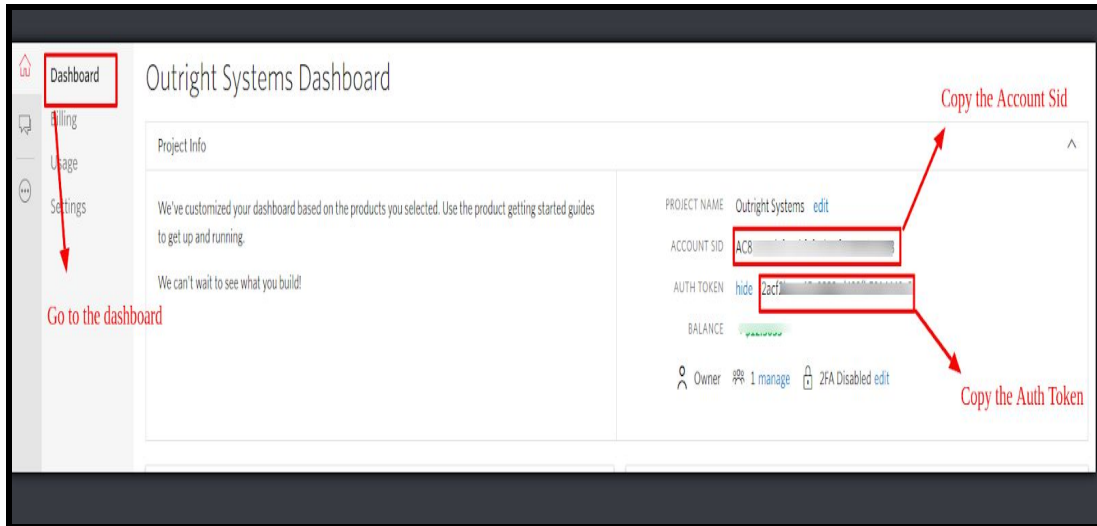 Dashboard
Outright Systems Dashboard
Copy the Account Sid
Billing
Project Info
Usage
Settings
We've customized your dashboard based on the products you selected. Use the product getting started guides
to get up and running.
We can't wait to see what you build!
Go to the dashboard
PROJECT NAME Outright Systems edit
ACCOUNT SID AC8
AUTH TOKEN hide 2acf
BALANCE
Owner 1 manage 2FA Disabled edit
Copy the Auth Token